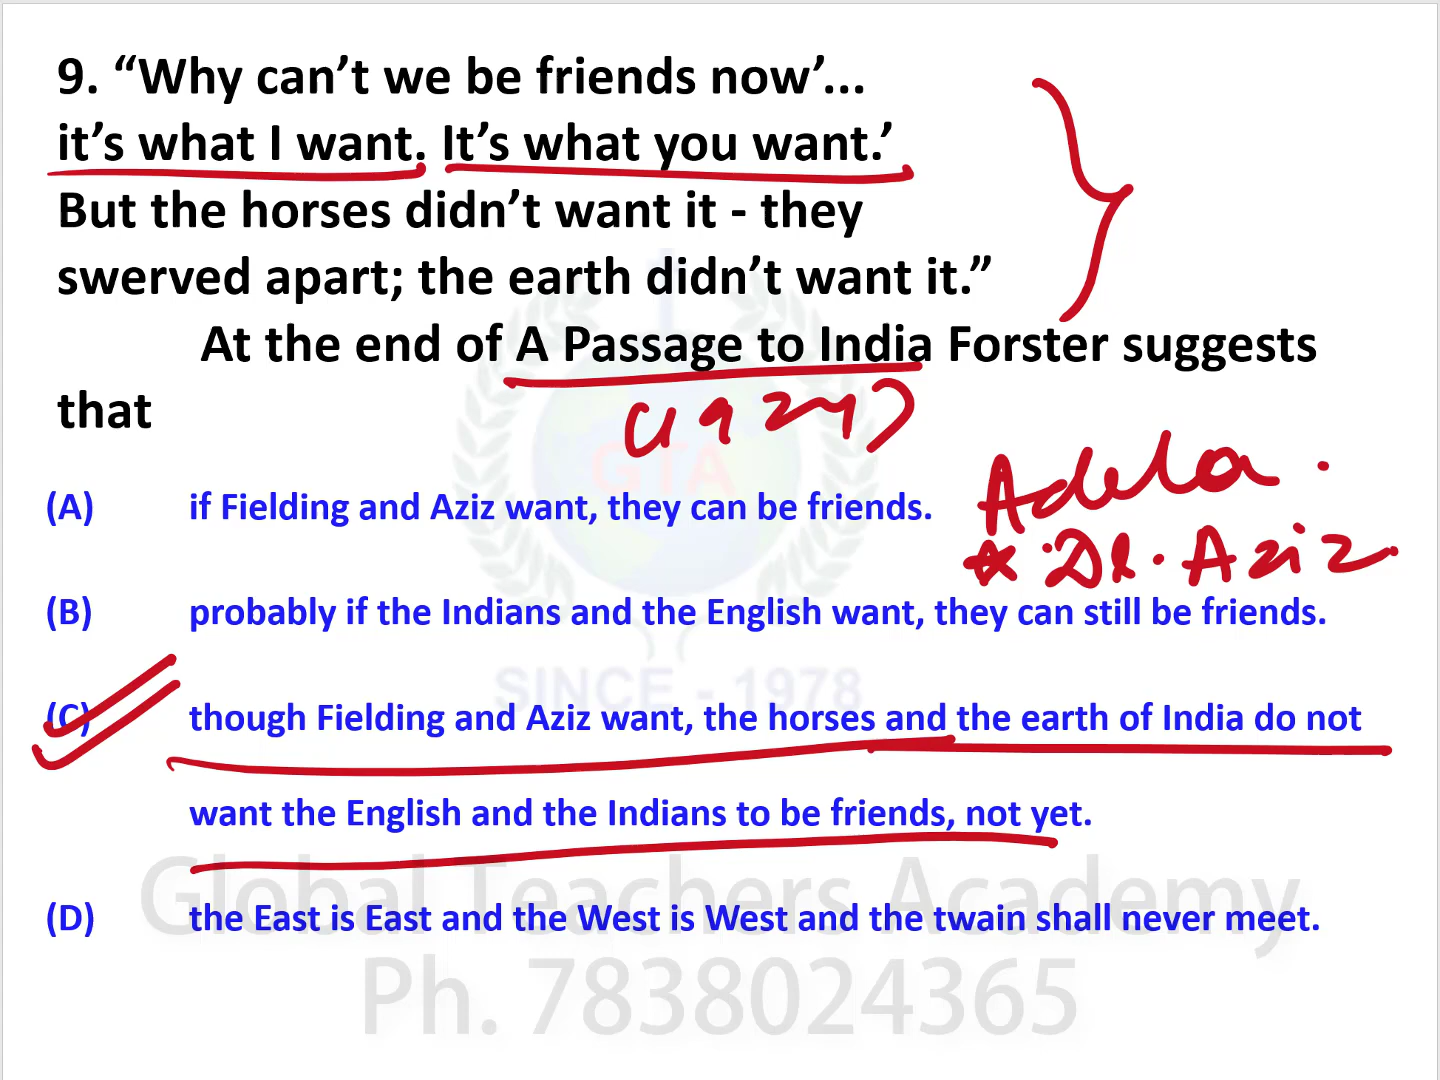 9. “Why can’t we be friends now’...
it’s what I want. It’s what you want.’
But the horses didn’t want it - they
swerved apart; the earth didn’t want it.”
At the end of A Passage to India Forster suggests
that
(1924)
GTA
Adela.
* Dr. Aziz
(A) if Fielding and Aziz want, they can be friends.
(B) probably if the Indians and the English want, they can still be friends.
SINCE - 1978
(C) though Fielding and Aziz want, the horses and the earth of India do not
want the English and the Indians to be friends, not yet.
Global Teachers Academy
(D) the East is East and the West is West and the twain shall never meet.
Ph. 7838024365